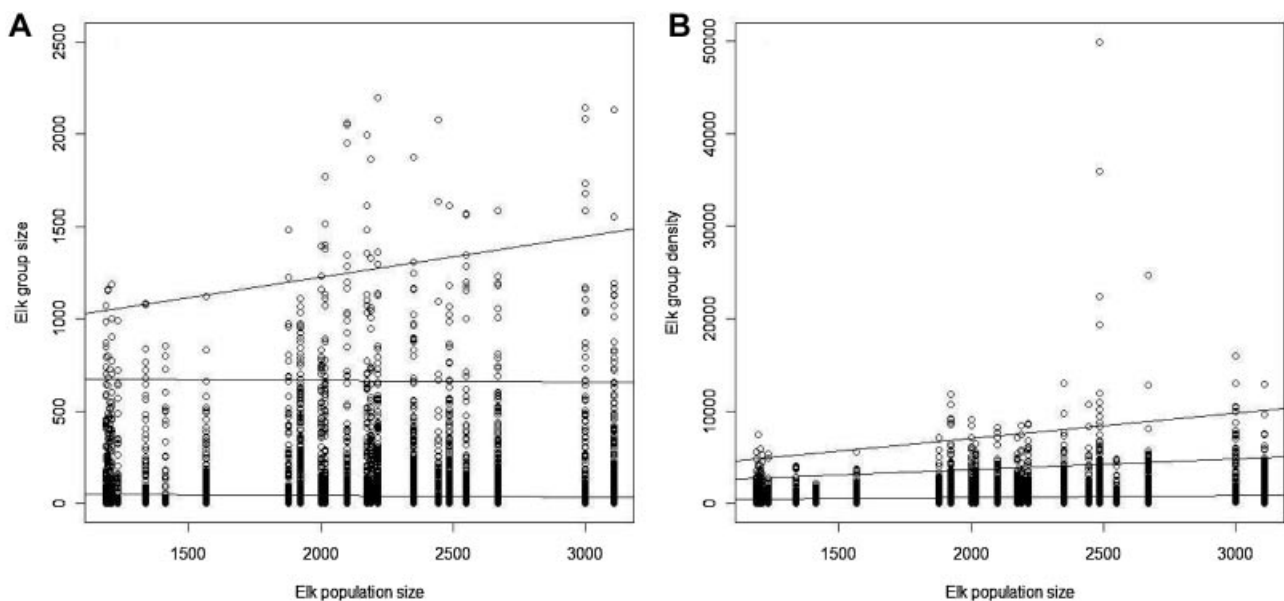 A
Elk group size
2500
2000
1500
1000
500
0
1500 2000 2500 3000
Elk population size
B
Elk group density
50000
40000
30000
20000
10000
0
1500 2000 2500 3000
Elk population size